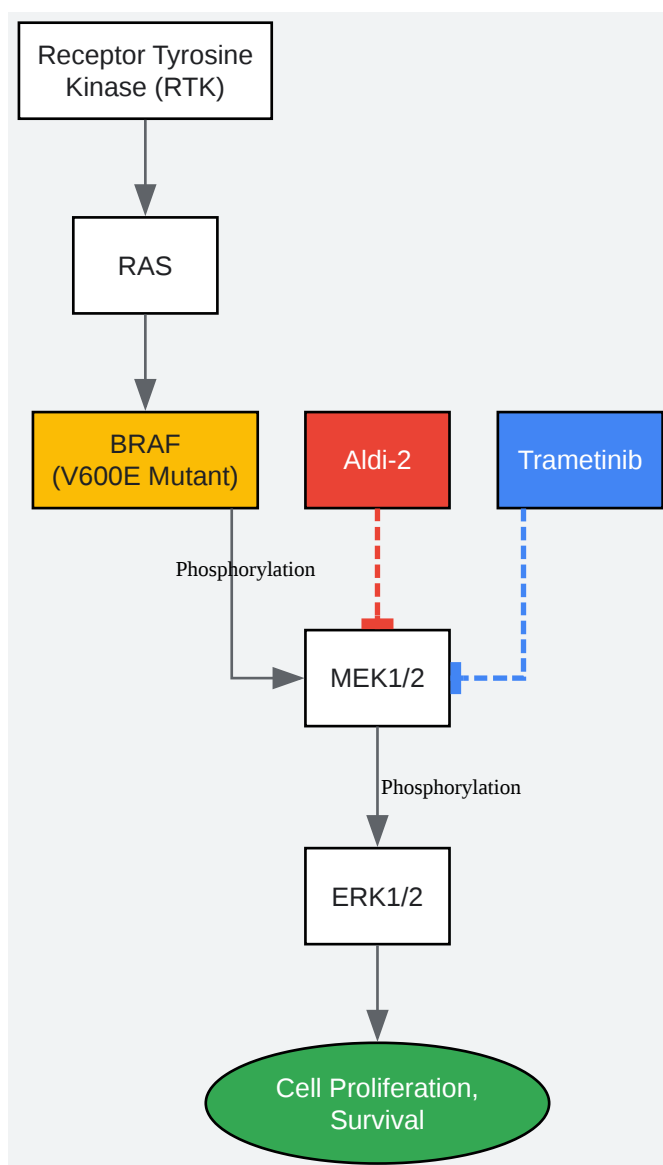 Receptor Tyrosine
Kinase (RTK)
RAS
BRAF
(V600E Mutant)
Aldi-2
Trametinib
Phosphorylation
MEK1/2
Phosphorylation
ERK1/2
Cell Proliferation,
Survival